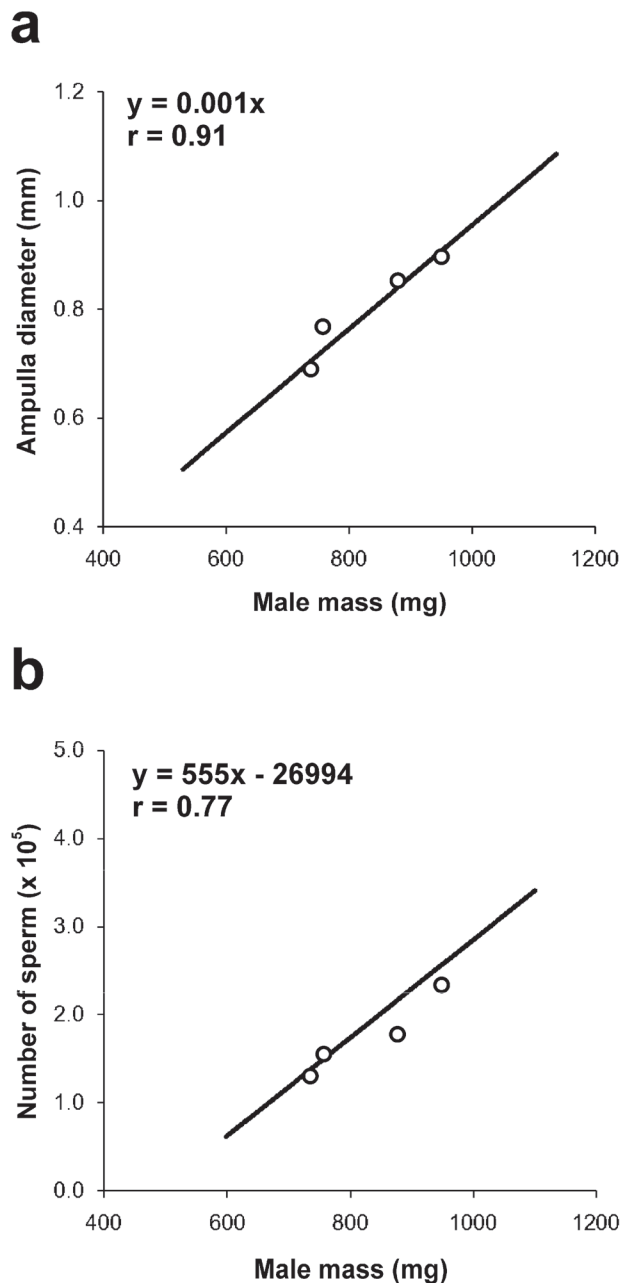 a
y = 0.001x
r = 0.91
1.2
1.0
0.8
0.6
0.4
Ampulla diameter (mm)
400 600 800 1000 1200
Male mass (mg)
b
y = 555x - 26994
r = 0.77
5.0
4.0
3.0
2.0
1.0
0.0
Number of sperm (x 10⁵)
400 600 800 1000 1200
Male mass (mg)